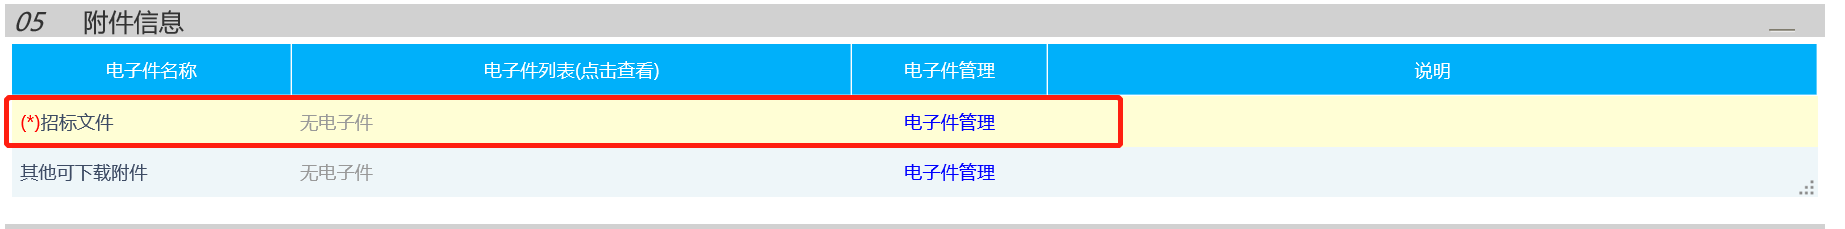 05 附件信息
电子件名称 电子件列表(点击查看) 电子件管理 说明
(*)招标文件 无电子件 电子件管理
其他可下载附件 无电子件 电子件管理